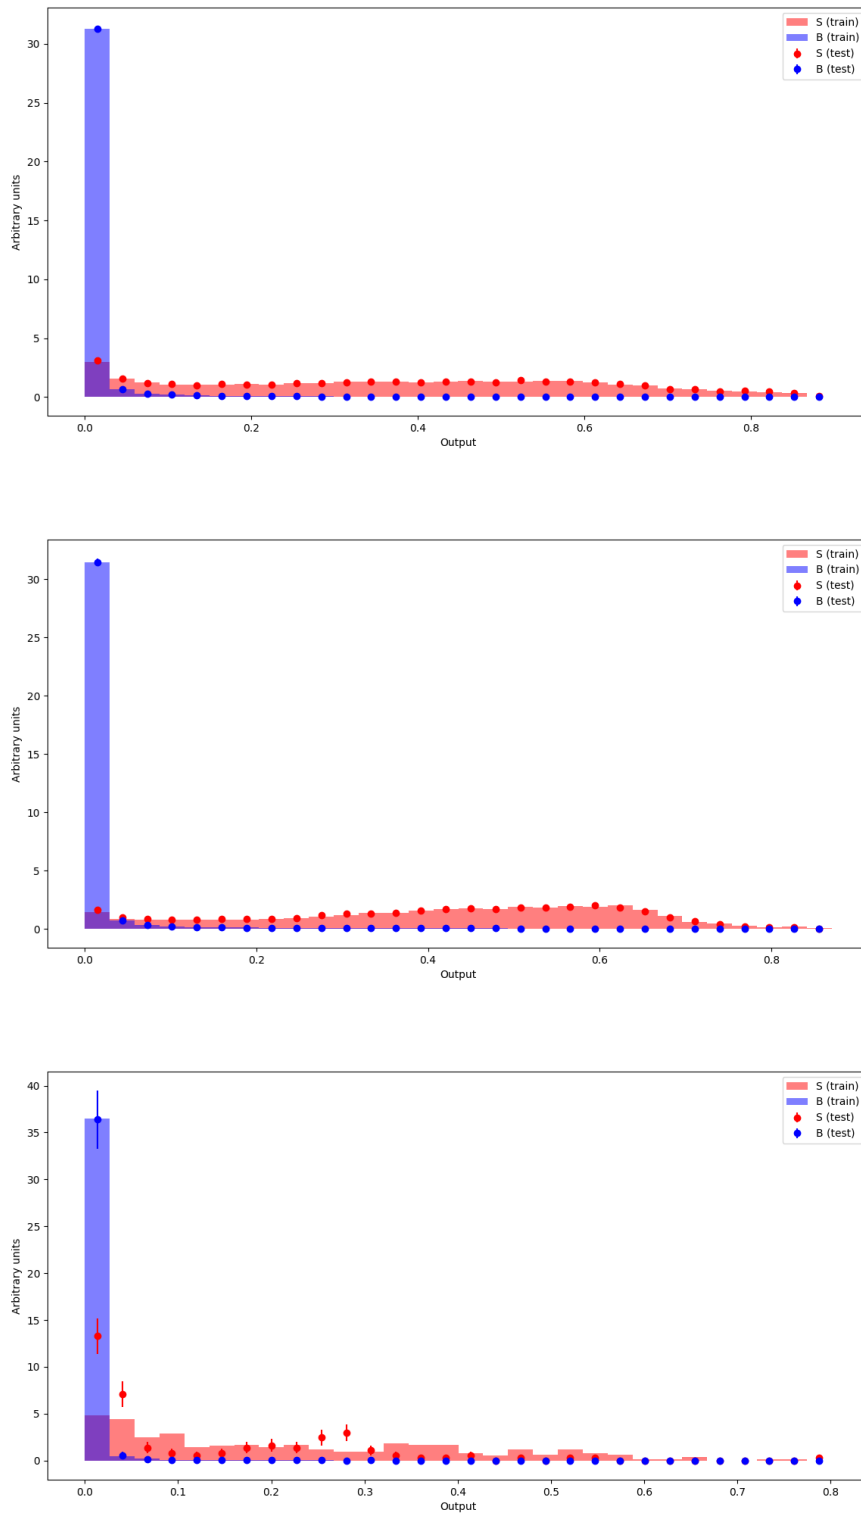 30
25
20
15
10
5
0
Arbitrary units
S (train)
B (train)
S (test)
B (test)
0.0 0.2 0.4 0.6 0.8
Output
30
25
20
15
10
5
0
Arbitrary units
S (train)
B (train)
S (test)
B (test)
0.0 0.2 0.4 0.6 0.8
Output
40
35
30
25
20
15
10
5
0
Arbitrary units
S (train)
B (train)
S (test)
B (test)
0.0 0.1 0.2 0.3 0.4 0.5 0.6 0.7 0.8
Output